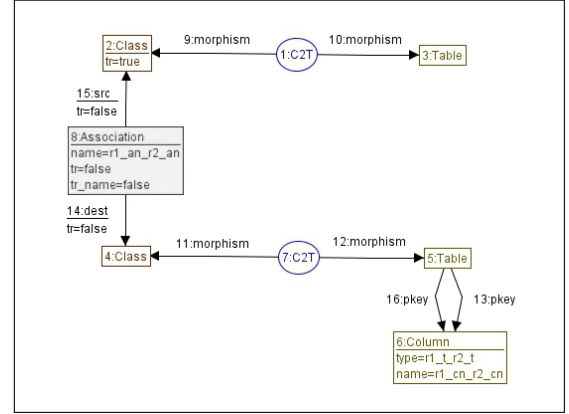 9:morphism
10:morphism
2:Class
tr=true
1:C2T
3:Table
15:src
tr=false
8:Association
name=r1_an_r2_an
tr=false
tr_name=false
14:dest
tr=false
11:morphism
12:morphism
4:Class
7:C2T
5:Table
16:pkey
13:pkey
6:Column
type=r1_t_r2_t
name=r1_cn_r2_cn